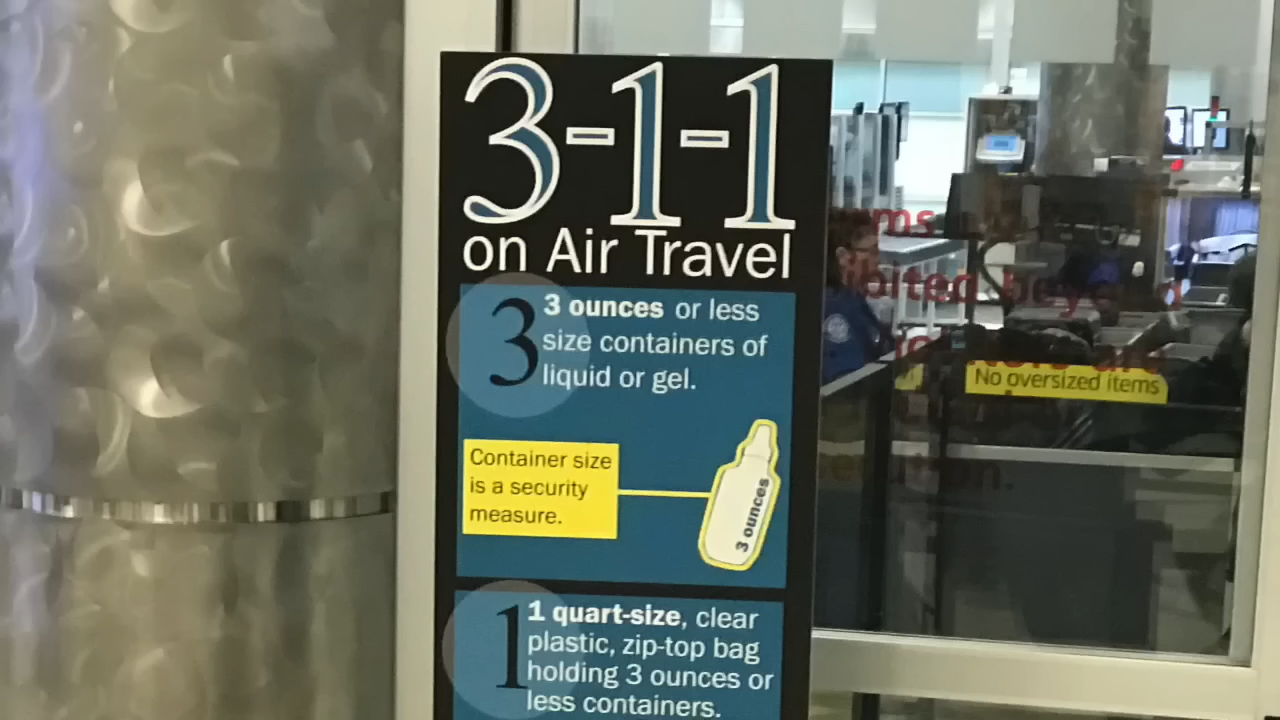 3-1-1
on Air Travel
3
3 ounces or less
size containers of
liquid or gel.
Container size
is a security
measure.
3 ounces
1
1 quart-size, clear
plastic, zip-top bag
holding 3 ounces or
less containers.
No oversized items